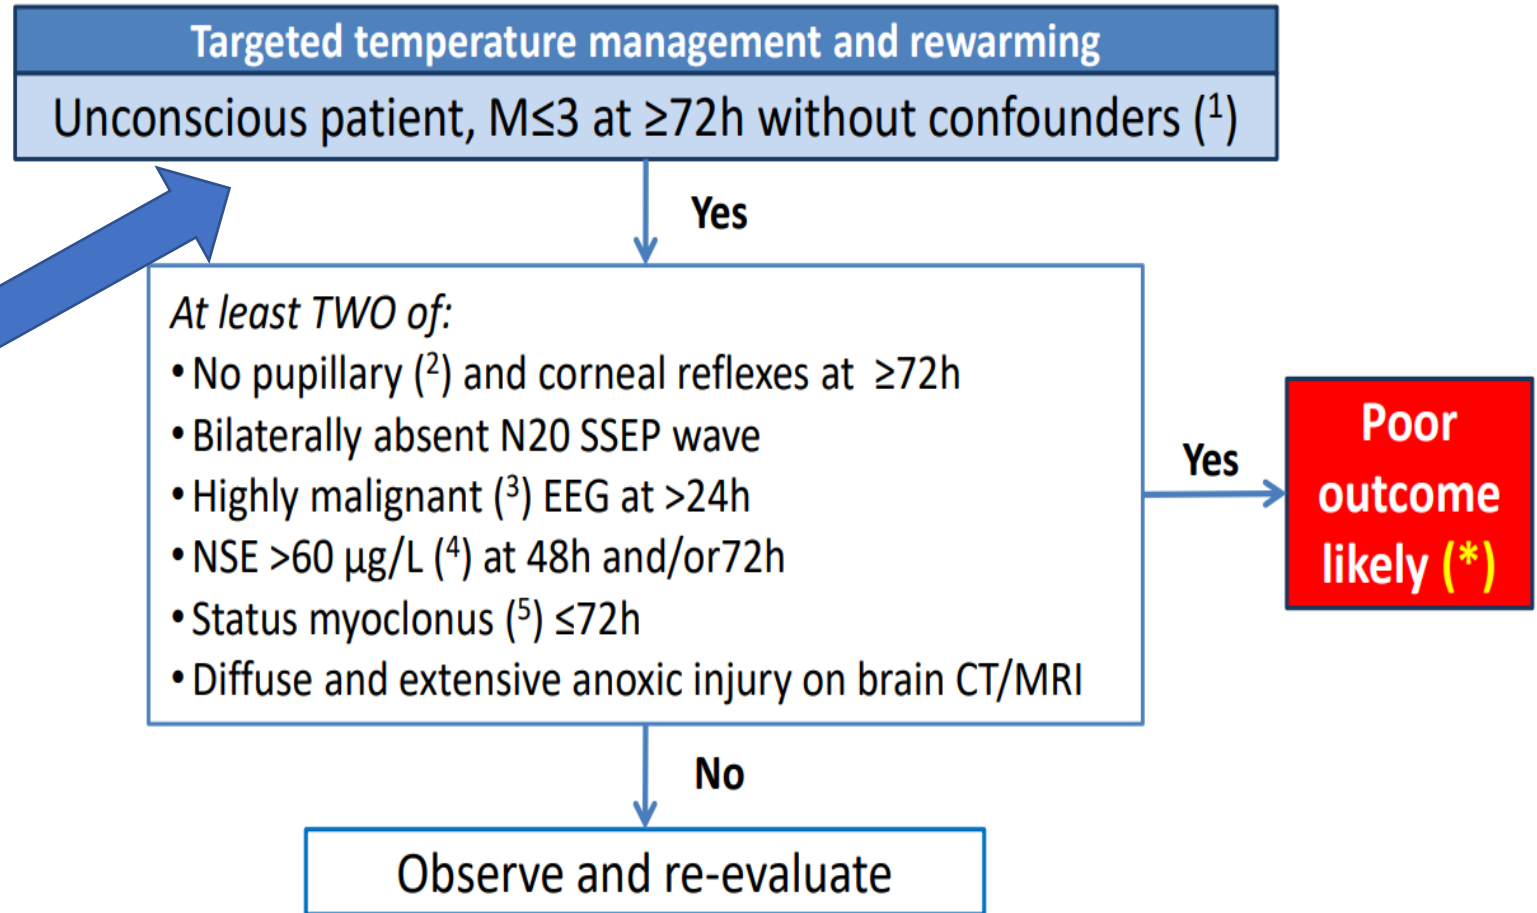 Targeted temperature management and rewarming
Unconscious patient, M≤3 at ≥72h without confounders (¹)
Yes
At least TWO of:
• No pupillary (²) and corneal reflexes at ≥72h
• Bilaterally absent N20 SSEP wave
• Highly malignant (³) EEG at >24h
• NSE >60 µg/L (⁴) at 48h and/or72h
• Status myoclonus (⁵) ≤72h
• Diffuse and extensive anoxic injury on brain CT/MRI
Yes
Poor
outcome
likely (*)
No
Observe and re-evaluate